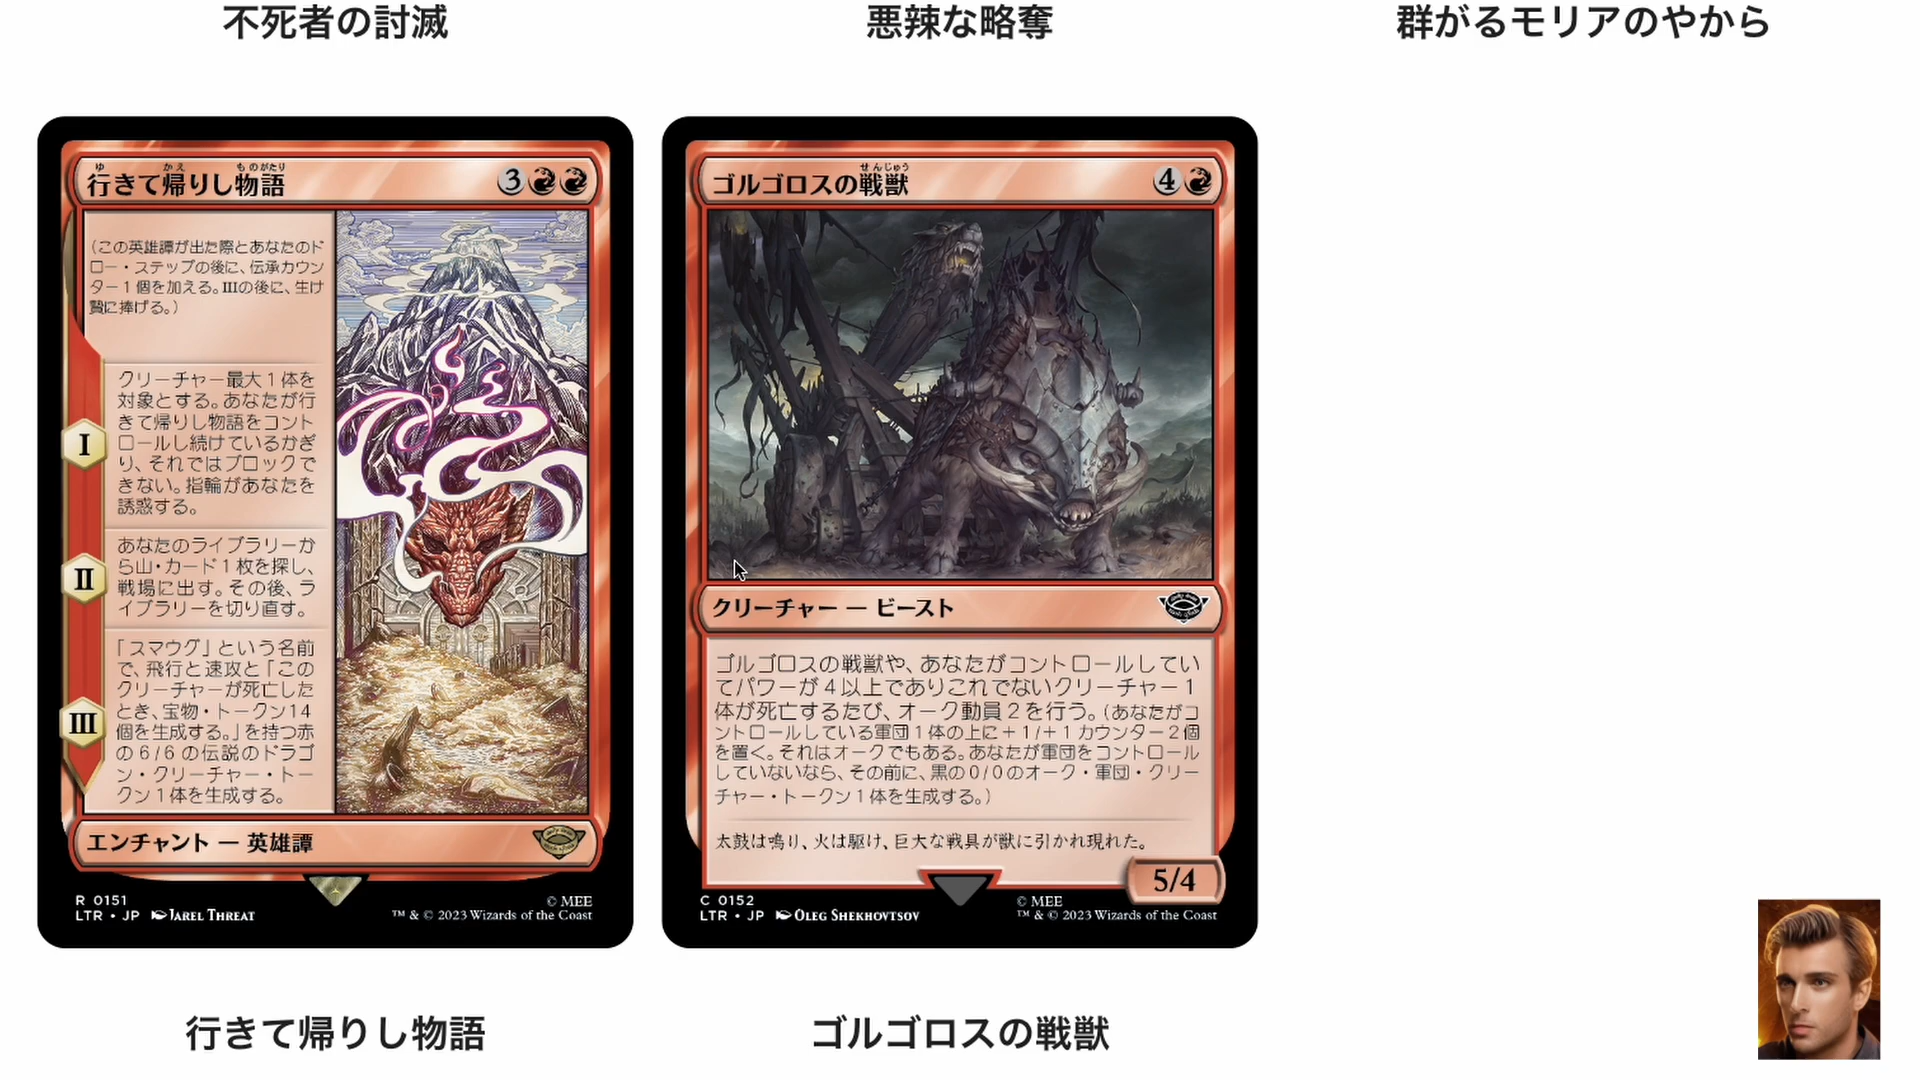 不死者の討滅
悪辣な略奪
群がるモリアのやから
ゆ かえ ものがたり
行きて帰りし物語
3
(この英雄譚が出た際とあなたのド
ロー・ステップの後に、伝承カウン
ター1個を加える。IIIの後に、生け
贄に捧げる。)
I
クリーチャー最大1体を
対象とする。あなたが行
きて帰りし物語をコント
ロールし続けているかぎ
り、それではブロックで
きない。指輪があなたを
誘惑する。
II
あなたのライブラリーか
ら山・カード1枚を探し、
戦場に出す。その後、ラ
イブラリーを切り直す。
III
「スマウグ」という名前
で、飛行と速攻と「この
クリーチャーが死亡した
とき、宝物・トークン14
個を生成する。」を持つ赤
の6/6の伝説のドラゴ
ン・クリーチャー・トー
クン1体を生成する。
エンチャント — 英雄譚
R 0151
LTR • JP JAREL THREAT
© MEE
™ & © 2023 Wizards of the Coast
せんじゅう
ゴルゴロスの戦獣
4
クリーチャー — ビースト
ゴルゴロスの戦獣や、あなたがコントロールしてい
てパワーが4以上でありこれでないクリーチャー1
体が死亡するたび、オーク動員2を行う。(あなたがコ
ントロールしている軍団1体の上に+1/+1カウンター2個
を置く。それはオークでもある。あなたが軍団をコントロール
していないなら、その前に、黒の0/0のオーク・軍団・クリー
チャー・トークン1体を生成する。)
太鼓は鳴り、火は駆け、巨大な戦具が獣に引かれ現れた。
5/4
C 0152
LTR • JP OLEG SHEKHOVTSOV
© MEE
™ & © 2023 Wizards of the Coast
行きて帰りし物語
ゴルゴロスの戦獣